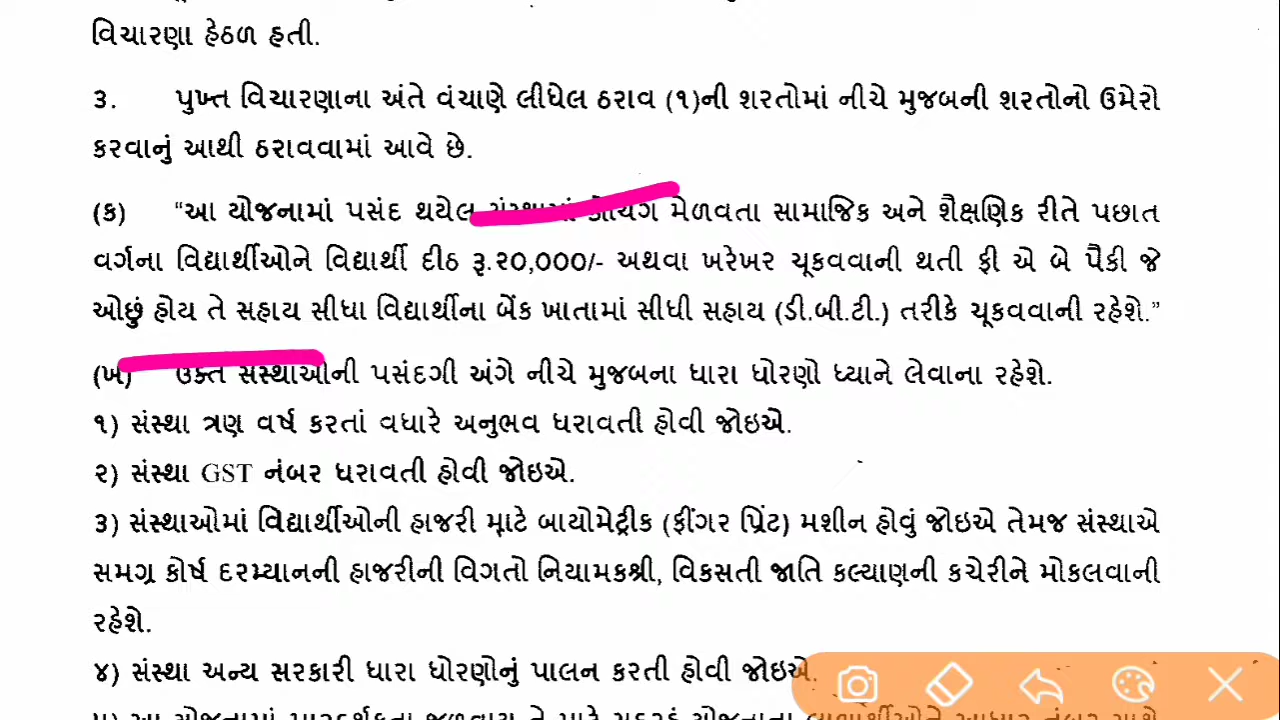 વિચારણા હેઠળ હતી.
૩. પુખ્ત વિચારણાના અંતે વંચાણે લીધેલ ઠરાવ (૧)ની શરતોમાં નીચે મુજબની શરતોનો ઉમેરો
કરવાનું આથી ઠરાવવામાં આવે છે.
(ક) “આ યોજનામાં પસંદ થયેલ મેળવતા સામાજિક અને શૈક્ષણિક રીતે પછાત
વર્ગના વિદ્યાર્થીઓને વિદ્યાર્થી દીઠ રૂ.૨૦,૦૦૦/- અથવા ખરેખર ચૂકવવાની થતી ફી એ બે પૈકી જે
ઓછું હોય તે સહાય સીધા વિદ્યાર્થીના બેંક ખાતામાં સીધી સહાય (ડી.બી.ટી.) તરીકે ચૂકવવાની રહેશે.”
(ખ) ઉક્ત સંસ્થાઓની પસંદગી અંગે નીચે મુજબના ધારા ધોરણો ધ્યાને લેવાના રહેશે.
૧) સંસ્થા ત્રણ વર્ષ કરતાં વધારે અનુભવ ધરાવતી હોવી જોઇએ.
૨) સંસ્થા GST નંબર ધરાવતી હોવી જોઇએ.
૩) સંસ્થાઓમાં વિદ્યાર્થીઓની હાજરી માટે બાયોમેટ્રીક (ફીંગર પ્રિંટ) મશીન હોવું જોઇએ તેમજ સંસ્થાએ
સમગ્ર કોર્ષ દરમ્યાનની હાજરીની વિગતો નિયામકશ્રી, વિકસતી જાતિ કલ્યાણની કચેરીને મોકલવાની
રહેશે.
૪) સંસ્થા અન્ય સરકારી ધારા ધોરણોનું પાલન કરતી હોવી જોઇએ.